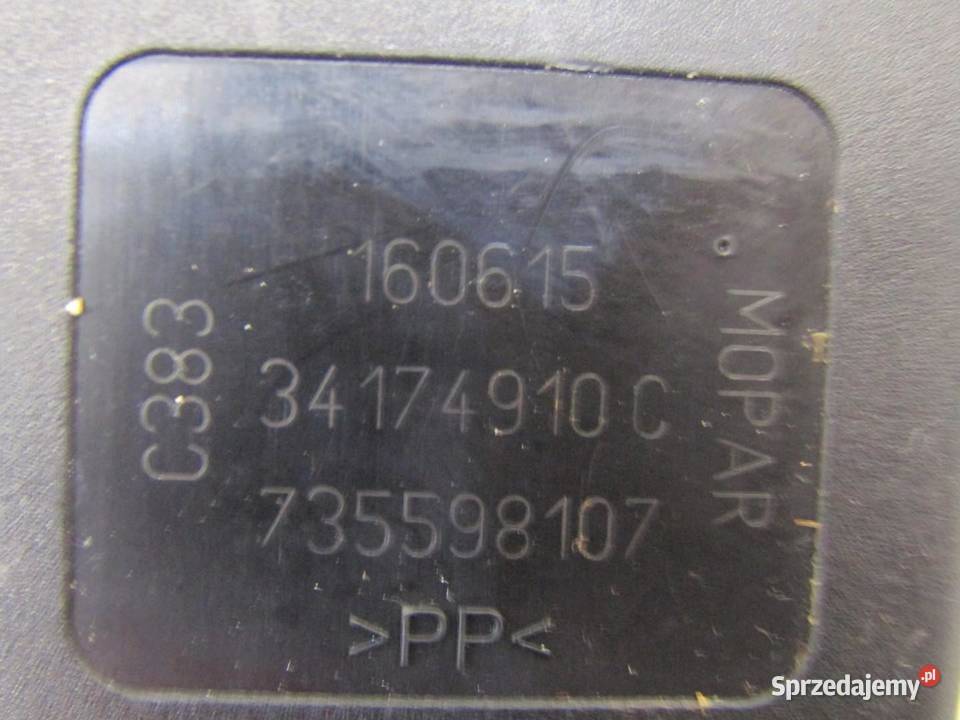 160615
C383
34174910C
735598107
>PP<
MOPAR
Sprzedajemy.pl